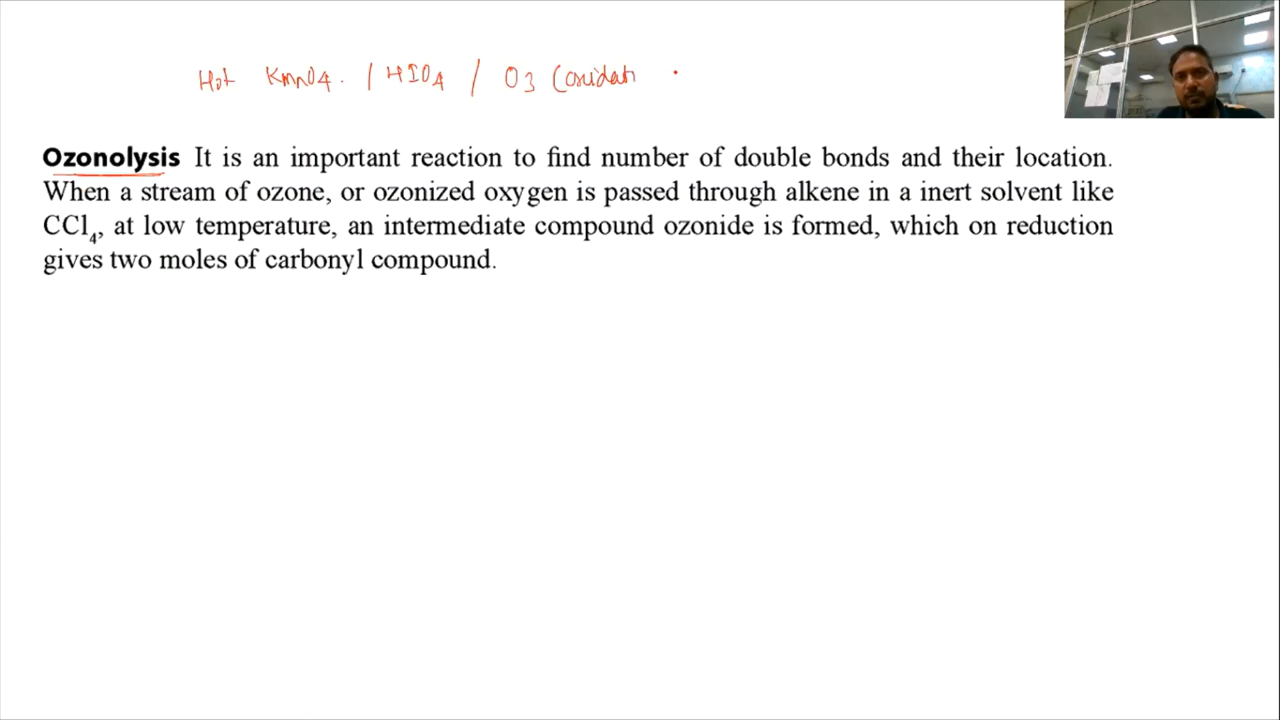 Hot KMnO4. / HIO4 / O3 (oxidati
Ozonolysis It is an important reaction to find number of double bonds and their location.
When a stream of ozone, or ozonized oxygen is passed through alkene in a inert solvent like
CCl4, at low temperature, an intermediate compound ozonide is formed, which on reduction
gives two moles of carbonyl compound.